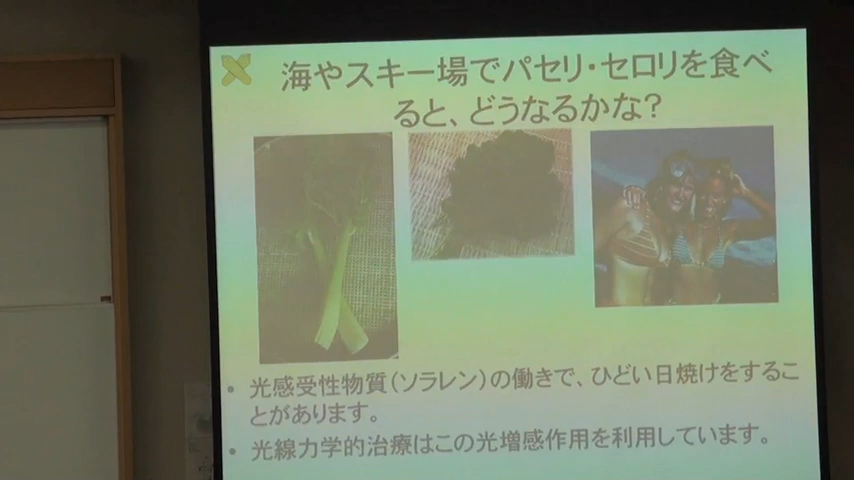 海やスキー場でパセリ・セロリを食べ
ると、どうなるかな?
• 光感受性物質(ソラレン)の働きで、ひどい日焼けをするこ
とがあります。
• 光線力学的治療はこの光増感作用を利用しています。